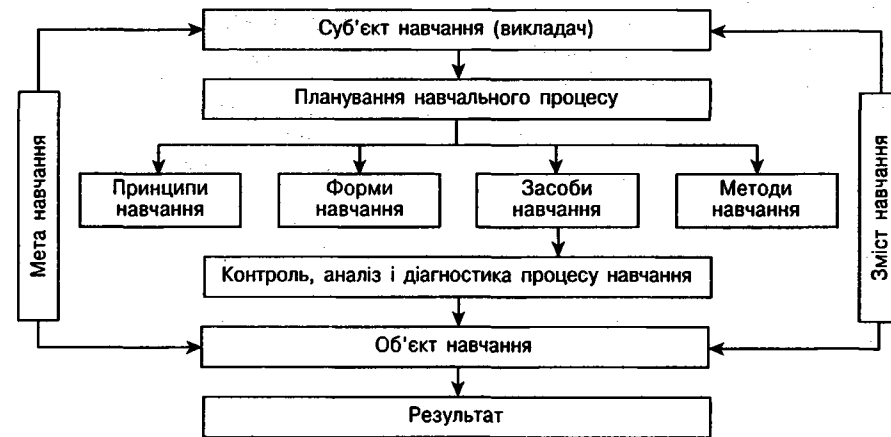 Суб'єкт навчання (викладач)
Планування навчального процесу
Принципи
навчання
Форми
навчання
Засоби
навчання
Методи
навчання
Контроль, аналіз і діагностика процесу навчання
Об'єкт навчання
Результат
Мета навчання
Зміст навчання